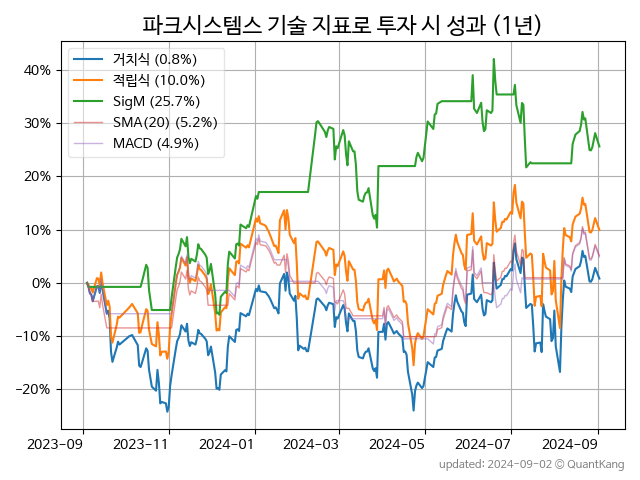 파크시스템스 기술 지표로 투자 시 성과 (1년)
거치식 (0.8%)
적립식 (10.0%)
SigM (25.7%)
SMA(20) (5.2%)
MACD (4.9%)
40%
30%
20%
10%
0%
−10%
−20%
2023-09
2023-11
2024-01
2024-03
2024-05
2024-07
2024-09
updated: 2024-09-02 © QuantKang